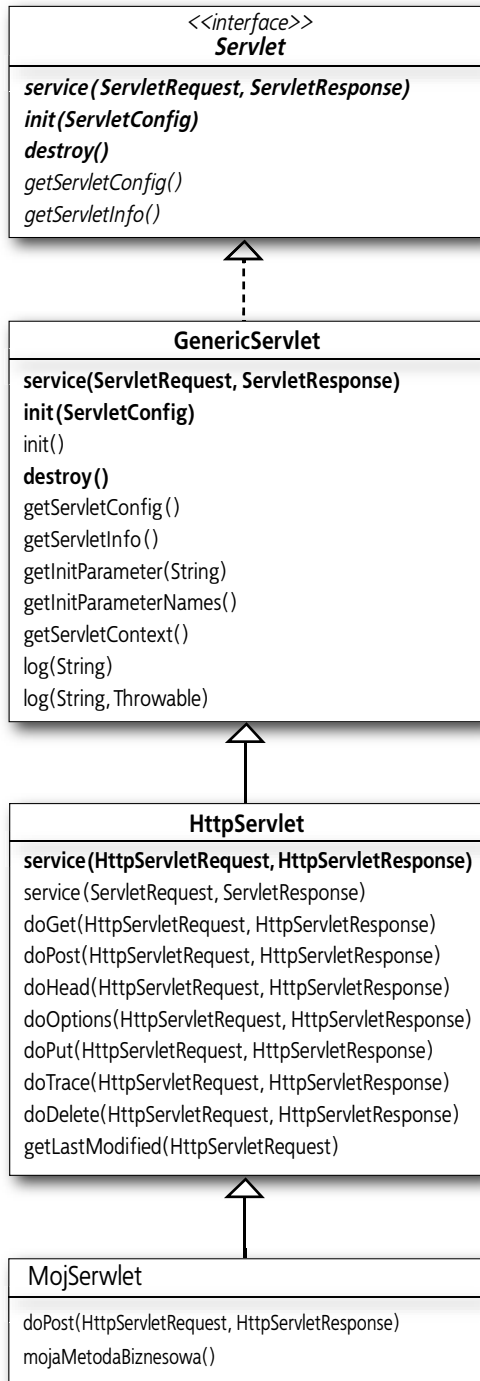 <<interface>>
Servlet
service(ServletRequest, ServletResponse)
init(ServletConfig)
destroy()
getServletConfig()
getServletInfo()
GenericServlet
service(ServletRequest, ServletResponse)
init(ServletConfig)
init()
destroy()
getServletConfig()
getServletInfo()
getInitParameter(String)
getInitParameterNames()
getServletContext()
log(String)
log(String, Throwable)
HttpServlet
service(HttpServletRequest, HttpServletResponse)
service(ServletRequest, ServletResponse)
doGet(HttpServletRequest, HttpServletResponse)
doPost(HttpServletRequest, HttpServletResponse)
doHead(HttpServletRequest, HttpServletResponse)
doOptions(HttpServletRequest, HttpServletResponse)
doPut(HttpServletRequest, HttpServletResponse)
doTrace(HttpServletRequest, HttpServletResponse)
doDelete(HttpServletRequest, HttpServletResponse)
getLastModified(HttpServletRequest)
MojSerwlet
doPost(HttpServletRequest, HttpServletResponse)
mojaMetodaBiznesowa()